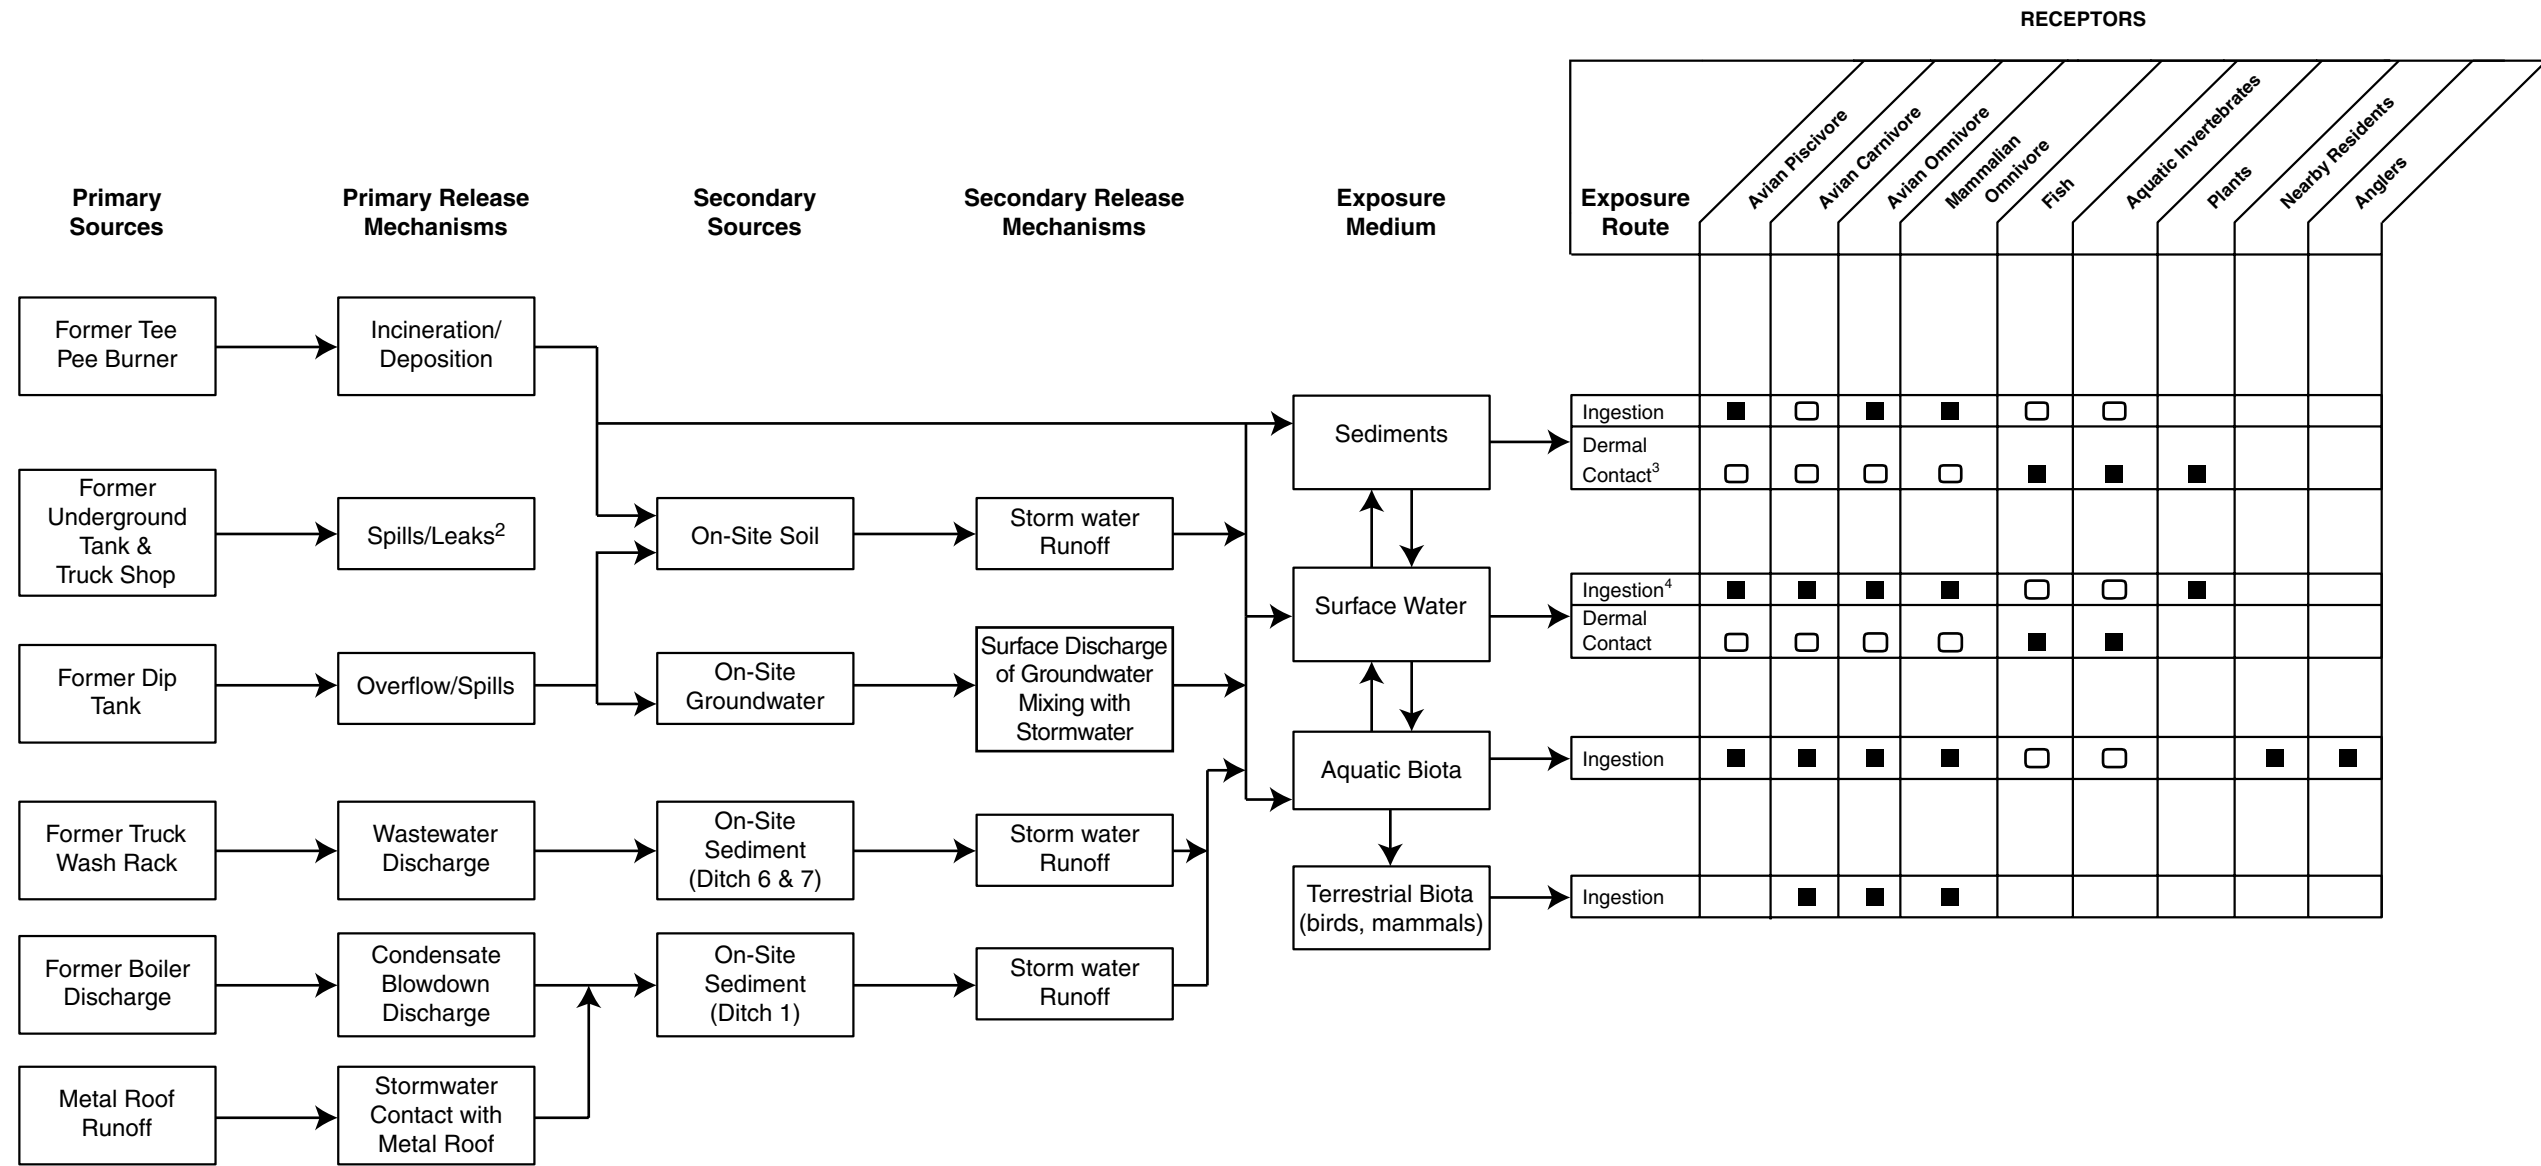 RECEPTORS
Primary
Sources
Primary Release
Mechanisms
Secondary
Sources
Secondary Release
Mechanisms
Exposure
Medium
Exposure
Route
Avian Piscivore
Avian Carnivore
Avian Omnivore
Mammalian
Omnivore
Fish
Aquatic Invertebrates
Plants
Nearby Residents
Anglers
Former Tee
Pee Burner
Incineration/
Deposition
Former
Underground
Tank &
Truck Shop
Spills/Leaks2
On-Site Soil
Storm water
Runoff
Former Dip
Tank
Overflow/Spills
On-Site
Groundwater
Surface Discharge
of Groundwater
Mixing with
Stormwater
Former Truck
Wash Rack
Wastewater
Discharge
On-Site
Sediment
(Ditch 6 & 7)
Storm water
Runoff
Former Boiler
Discharge
Condensate
Blowdown
Discharge
On-Site
Sediment
(Ditch 1)
Storm water
Runoff
Metal Roof
Runoff
Stormwater
Contact with
Metal Roof
Sediments
Ingestion
Dermal
Contact3
Surface Water
Ingestion4
Dermal
Contact
Aquatic Biota
Ingestion
Terrestrial Biota
(birds, mammals)
Ingestion